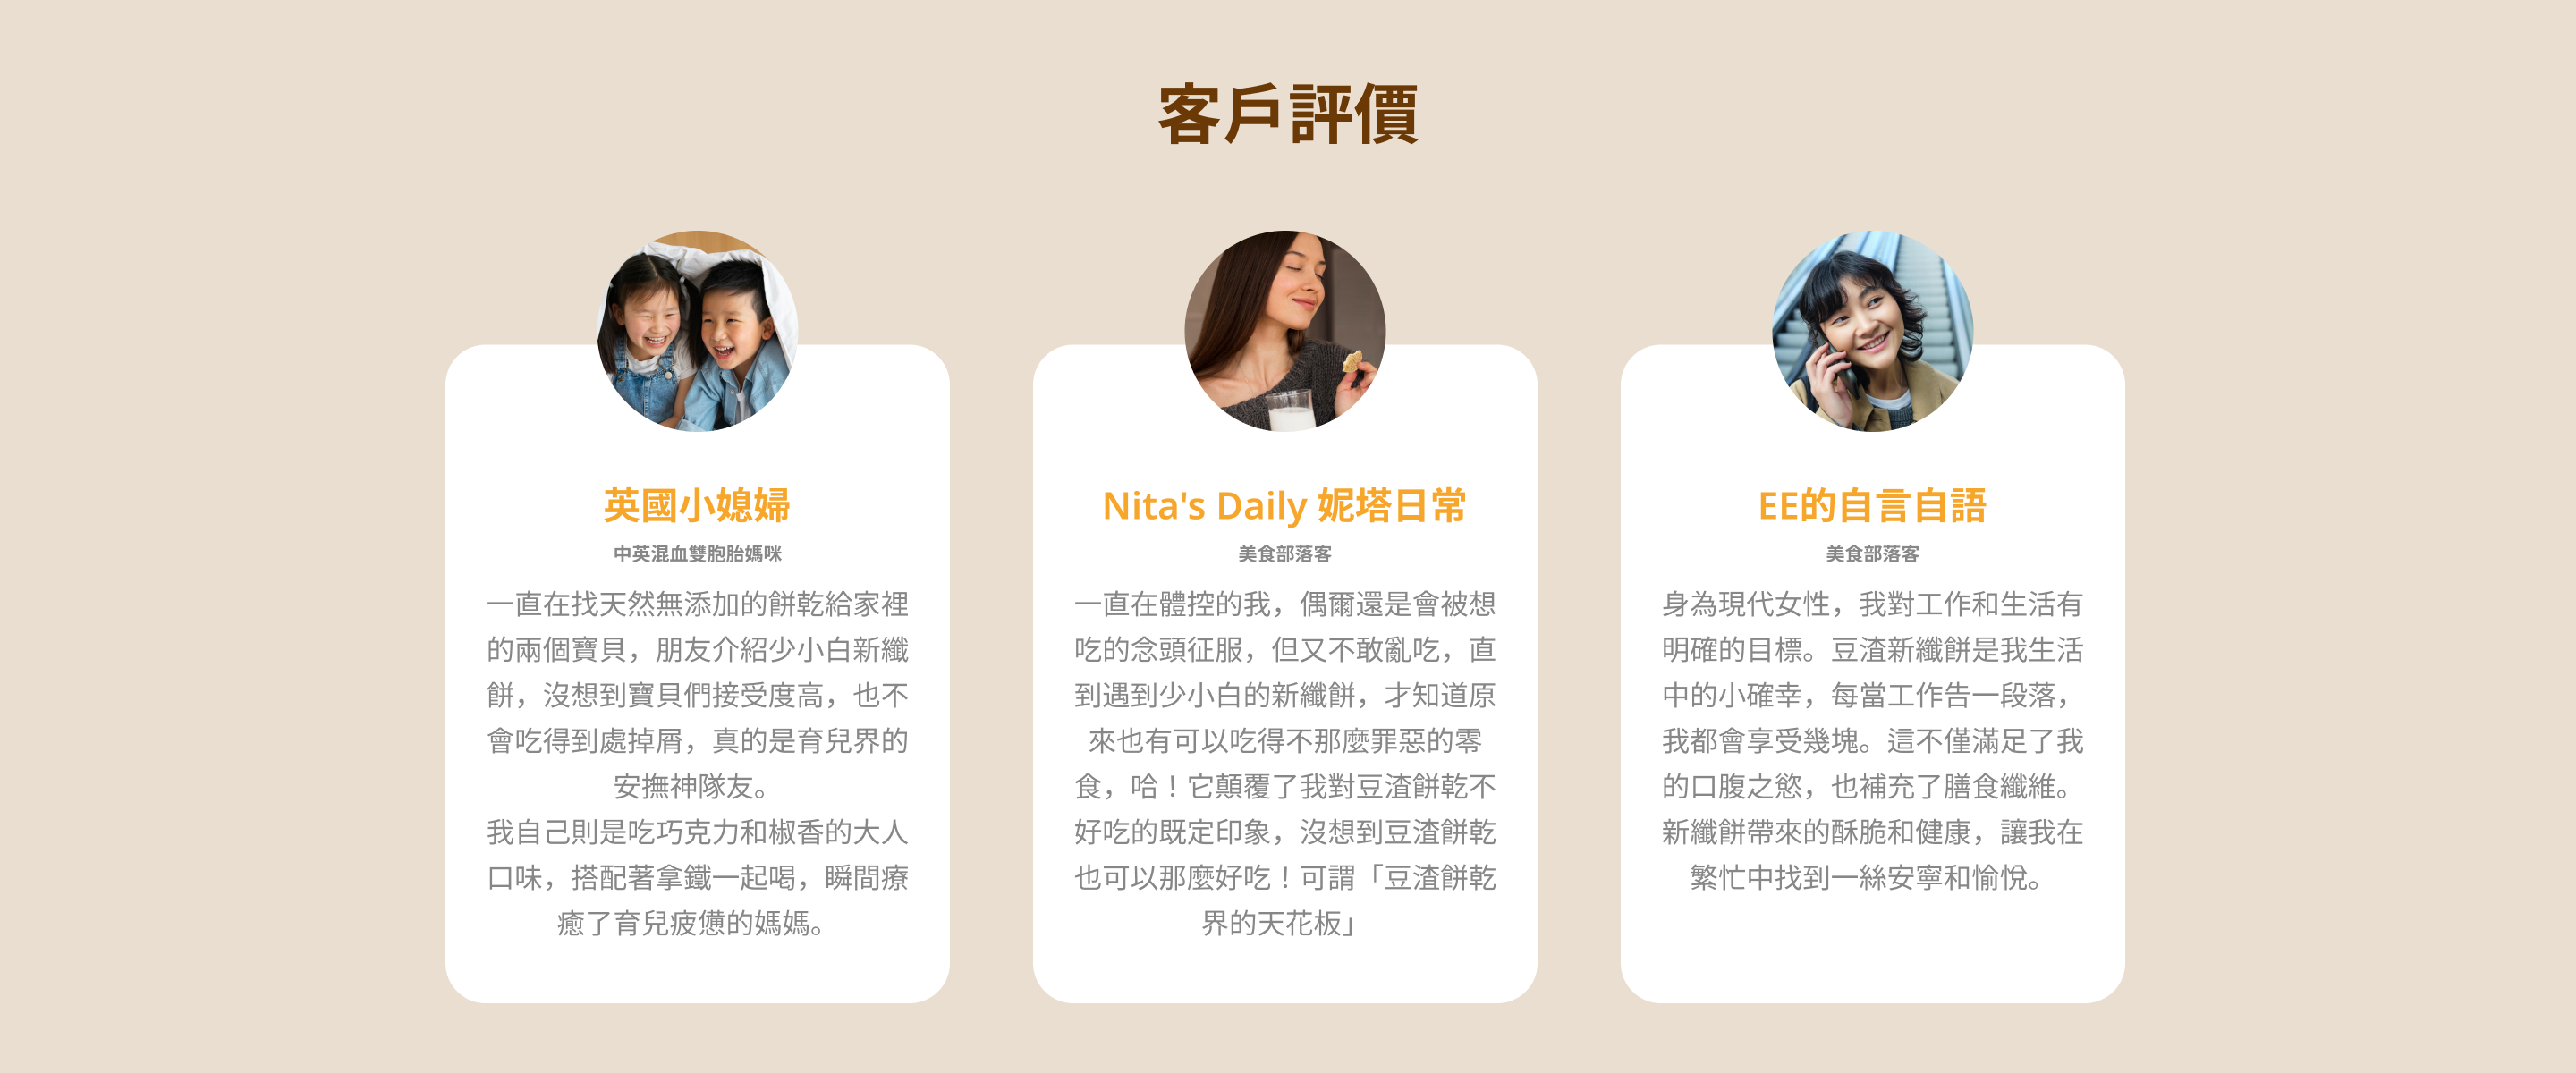 客戶評價
英國小媳婦
中英混血雙胞胎媽咪
一直在找天然無添加的餅乾給家裡
的兩個寶貝，朋友介紹少小白新纖
餅，沒想到寶貝們接受度高，也不
會吃得到處掉屑，真的是育兒界的
安撫神隊友。
我自己則是吃巧克力和椒香的大人
口味，搭配著拿鐵一起喝，瞬間療
癒了育兒疲憊的媽媽。
Nita's Daily 妮塔日常
美食部落客
一直在體控的我，偶爾還是會被想
吃的念頭征服，但又不敢亂吃，直
到遇到少小白的新纖餅，才知道原
來也有可以吃得不那麼罪惡的零
食，哈！它顛覆了我對豆渣餅乾不
好吃的既定印象，沒想到豆渣餅乾
也可以那麼好吃！可謂「豆渣餅乾
界的天花板」
EE的自言自語
美食部落客
身為現代女性，我對工作和生活有
明確的目標。豆渣新纖餅是我生活
中的小確幸，每當工作告一段落，
我都會享受幾塊。這不僅滿足了我
的口腹之慾，也補充了膳食纖維。
新纖餅帶來的酥脆和健康，讓我在
繁忙中找到一絲安寧和愉悅。